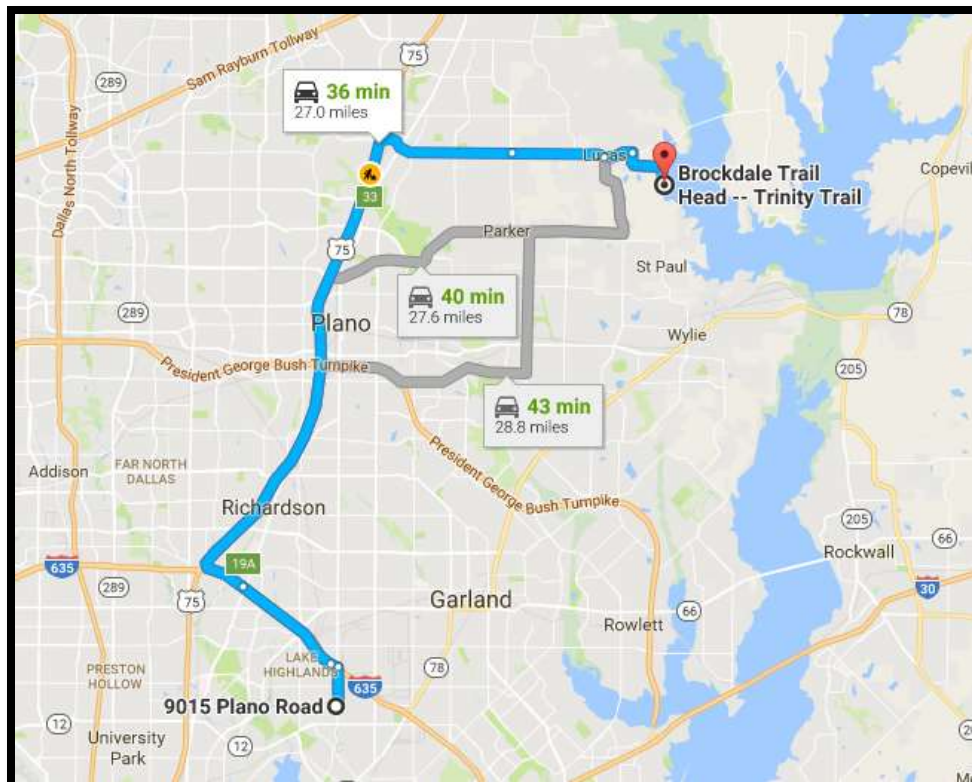 75
Sam Rayburn Tollway
289
36 min
27.0 miles
Dallas North Tollway
Lucas
Brockdale Trail
Head -- Trinity Trail
33
75
Parker
St Paul
40 min
27.6 miles
289
Plano
78
Wylie
President George Bush Turnpike
205
43 min
28.8 miles
Addison
FAR NORTH
DALLAS
President George Bush Turnpike
Richardson
205
66
Rockwall
635
19A
289
75
Garland
30
66
Rowlett
PRESTON
HOLLOW
LAKE
HIGHLANDS
78
635
9015 Plano Road
12
University
Park
12